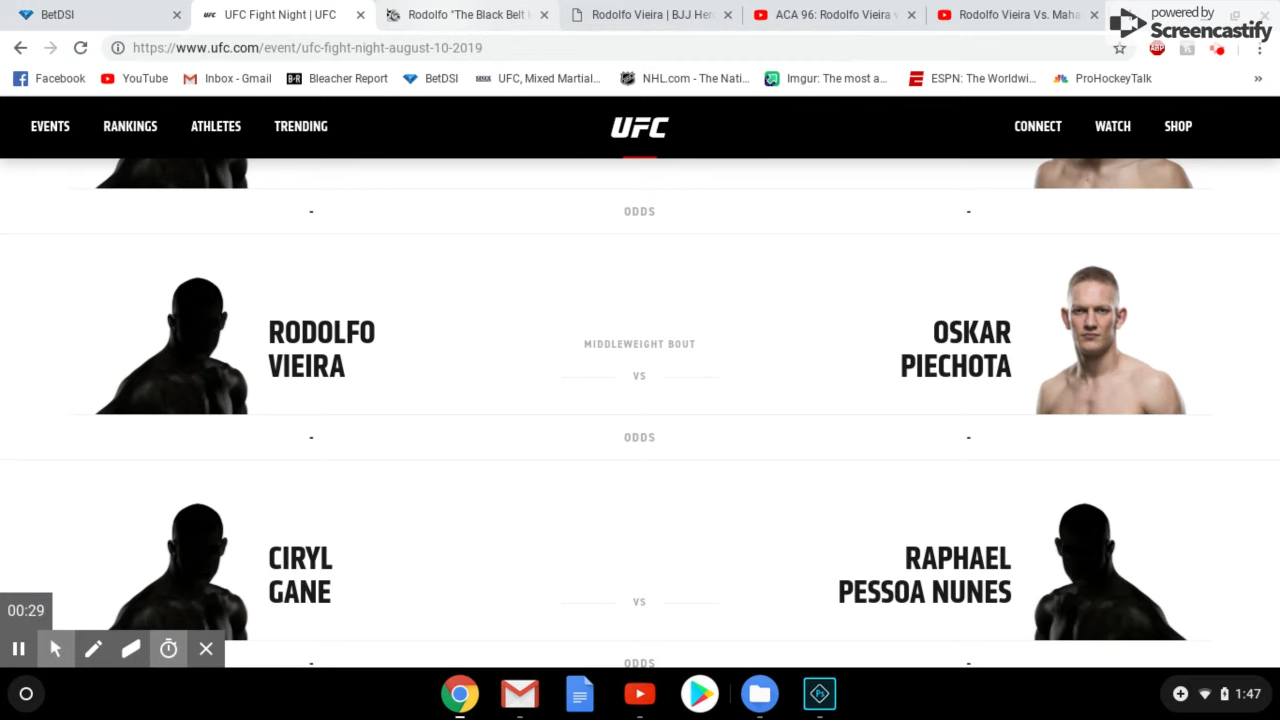 BetDSI
UFC Fight Night | UFC
Rodolfo "The Black Belt
Rodolfo Vieira | BJJ Her
ACA 96: Rodolfo Vieira v
Rodolfo Vieira Vs. Maha
powered by
Screencastify
https://www.ufc.com/event/ufc-fight-night-august-10-2019
ABP
Facebook
YouTube
Inbox - Gmail
B·R
Bleacher Report
BetDSI
UFC, Mixed Martial...
NHL.com - The Nati...
Imgur: The most a...
ESPN: The Worldwi...
ProHockeyTalk
»
EVENTS
RANKINGS
ATHLETES
TRENDING
UFC
CONNECT
WATCH
SHOP
- ODDS -
RODOLFO
VIEIRA
MIDDLEWEIGHT BOUT
VS
OSKAR
PIECHOTA
- ODDS -
CIRYL
GANE
VS
RAPHAEL
PESSOA NUNES
- ODDS -
00:29
Ps
1:47